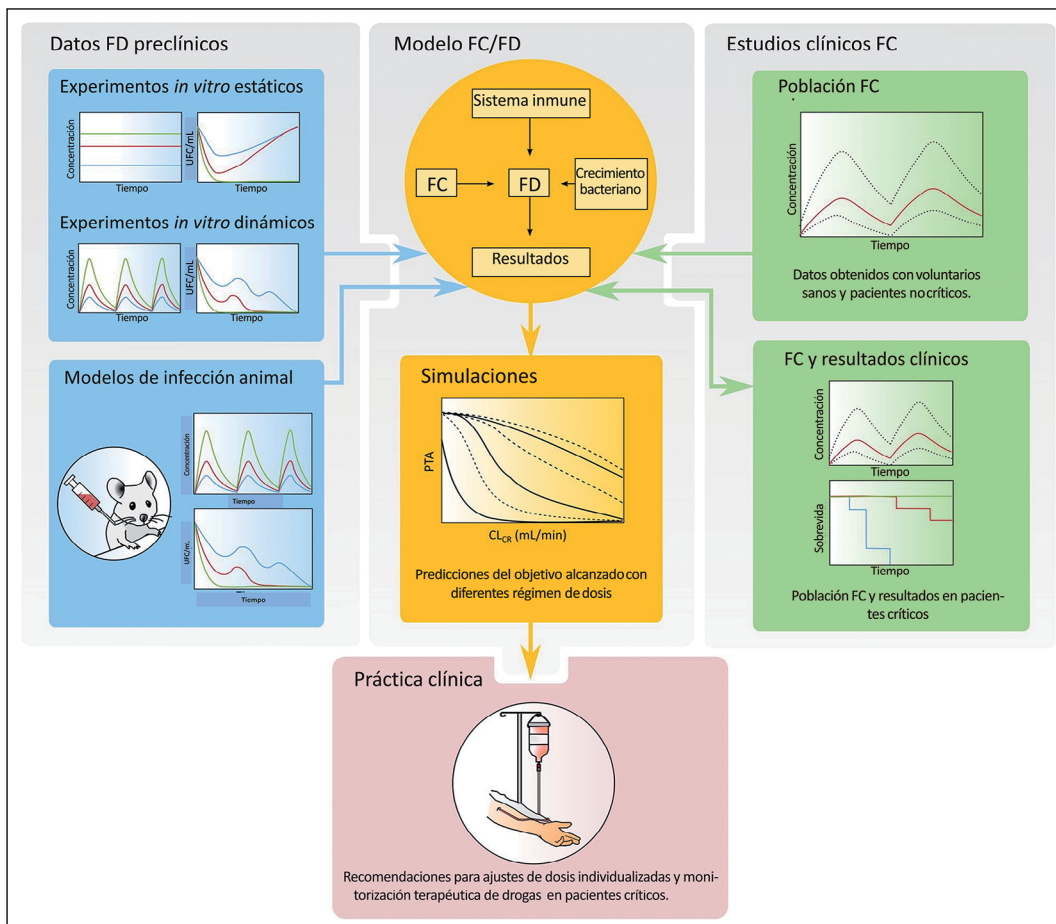 Datos FD preclínicos
Experimentos in vitro estáticos
Concentración
Tiempo
UFC/mL
Tiempo
Experimentos in vitro dinámicos
Concentración
Tiempo
UFC/mL
Tiempo
Modelos de infección animal
Concentración
Tiempo
UFC/mL
Tiempo
Modelo FC/FD
Sistema inmune
FC
FD
Crecimiento
bacteriano
Resultados
Simulaciones
PTA
CLCR (mL/min)
Predicciones del objetivo alcanzado con
diferentes régimen de dosis
Estudios clínicos FC
Población FC
Concentración
Tiempo
Datos obtenidos con voluntarios
sanos y pacientes no críticos.
FC y resultados clínicos
Concentración
Tiempo
Sobrevida
Tiempo
Población FC y resultados en pacien-
tes críticos
Práctica clínica
Recomendaciones para ajustes de dosis individualizadas y moni-
torización terapéutica de drogas en pacientes críticos.